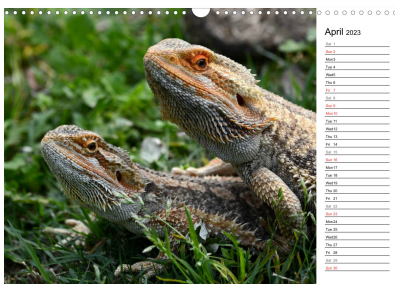 April 2023
Sat 1
Sun 2
Mon 3
Tue 4
Wed 5
Thu 6
Fri 7
Sat 8
Sun 9
Mon 10
Tue 11
Wed 12
Thu 13
Fri 14
Sat 15
Sun 16
Mon 17
Tue 18
Wed 19
Thu 20
Fri 21
Sat 22
Sun 23
Mon 24
Tue 25
Wed 26
Thu 27
Fri 28
Sat 29
Sun 30